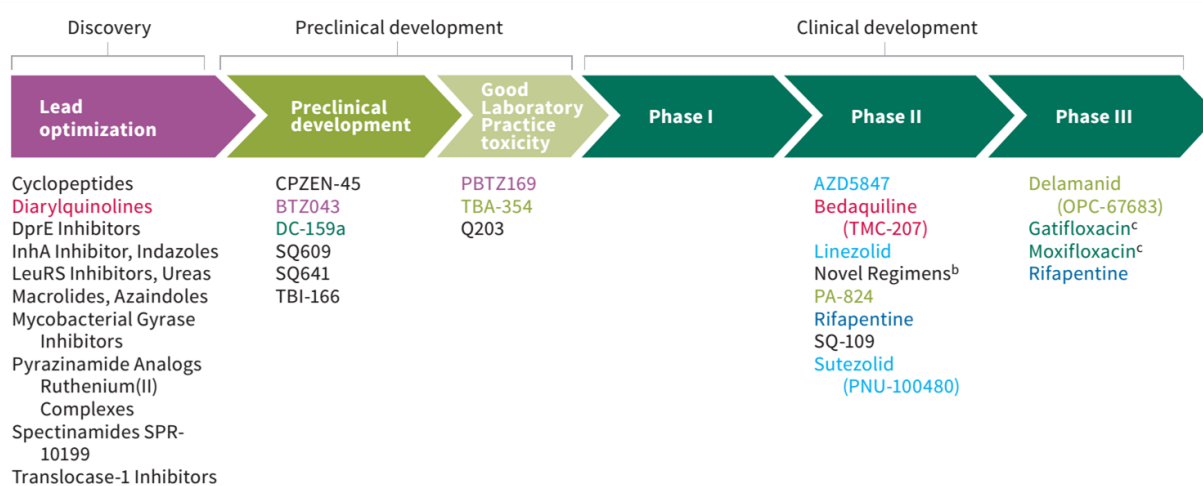 Discovery
Preclinical development
Clinical development
Lead
optimization
Preclinical
development
Good
Laboratory
Practice
toxicity
Phase I
Phase II
Phase III
Cyclopeptides
Diarylquinolines
DprE Inhibitors
InhA Inhibitor, Indazoles
LeuRS Inhibitors, Ureas
Macrolides, Azaindoles
Mycobacterial Gyrase
Inhibitors
Pyrazinamide Analogs
Ruthenium(II)
Complexes
Spectinamides SPR-
10199
Translocase-1 Inhibitors
CPZEN-45
BTZ043
DC-159a
SQ609
SQ641
TBI-166
PBTZ169
TBA-354
Q203
AZD5847
Bedaquiline
(TMC-207)
Linezolid
Novel Regimensᵇ
PA-824
Rifapentine
SQ-109
Sutezolid
(PNU-100480)
Delamanid
(OPC-67683)
Gatifloxacinᶜ
Moxifloxacinᶜ
Rifapentine